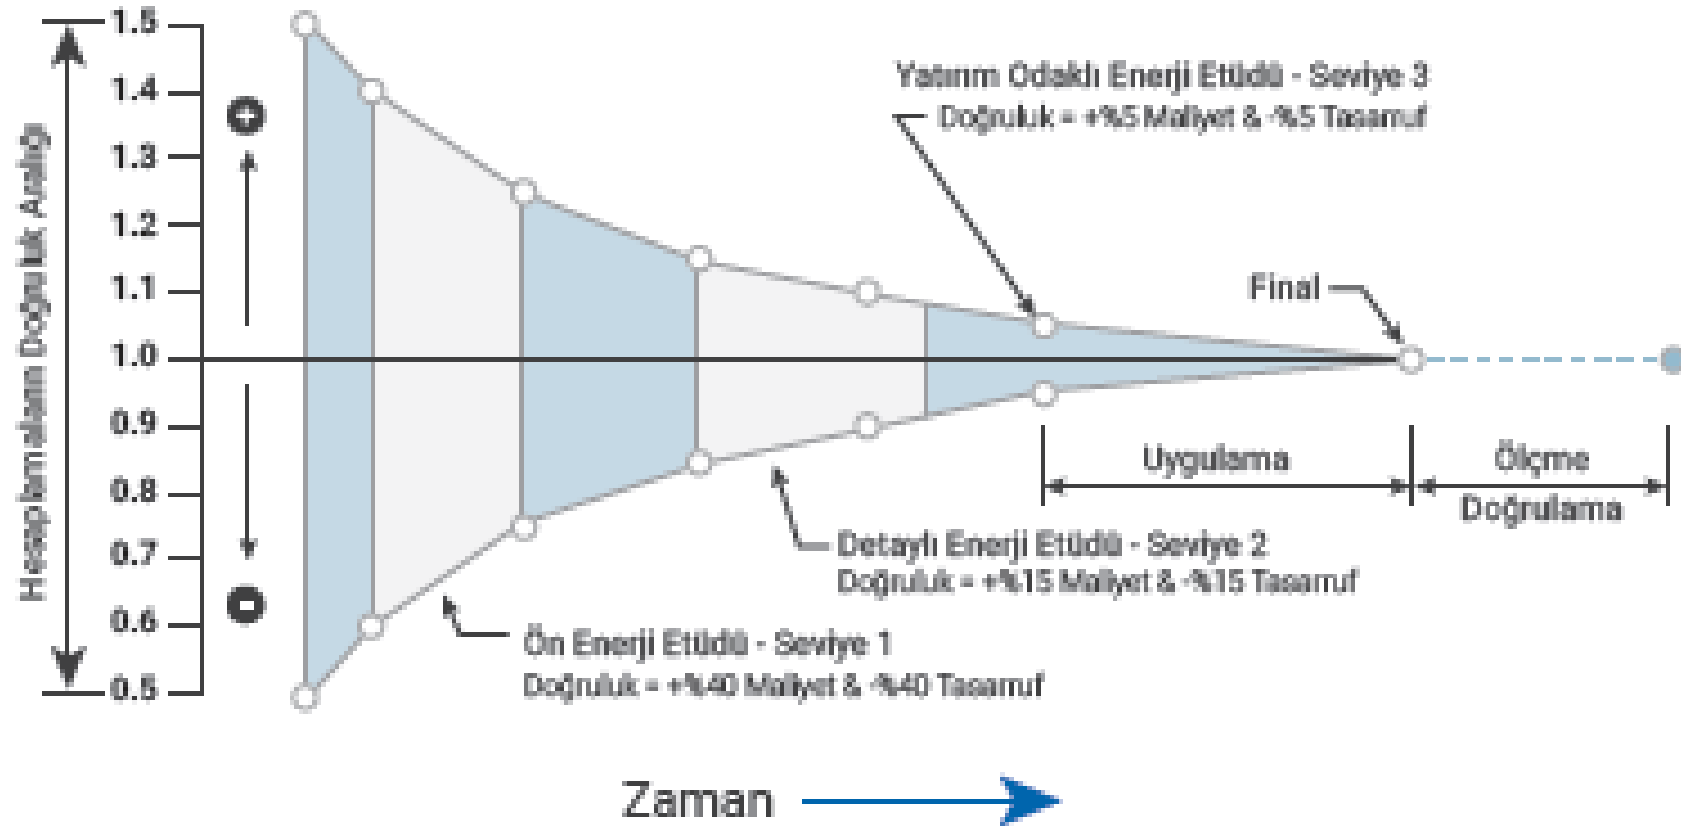 Hesaplamaların Doğruluk Aralığı
1.5
1.4
1.3
1.2
1.1
1.0
0.9
0.8
0.7
0.6
0.5
Yatırım Odaklı Enerji Etüdü - Seviye 3
Doğruluk = +%5 Maliyet & -%5 Tasarruf
Final
Uygulama
Ölçme
Doğrulama
Detaylı Enerji Etüdü - Seviye 2
Doğruluk = +%15 Maliyet & -%15 Tasarruf
Ön Enerji Etüdü - Seviye 1
Doğruluk = +%40 Maliyet & -%40 Tasarruf
Zaman